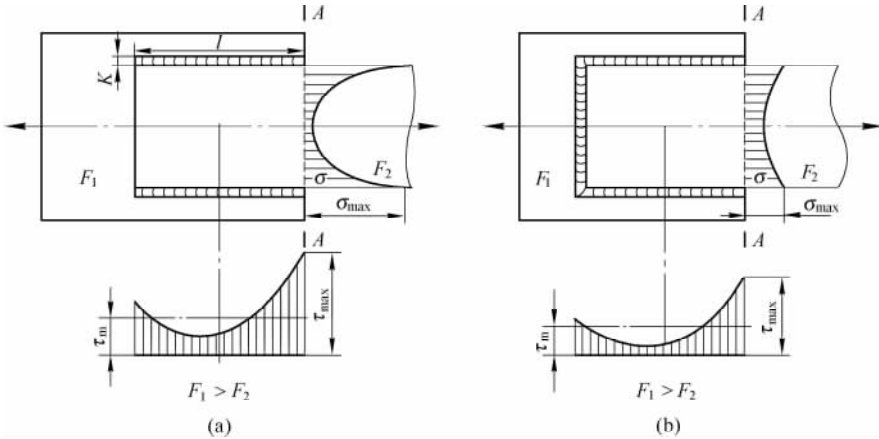 A A
l
K
F₁ F₂ F₁ F₂
σ σ
σmax σmax
A A
τm τmax τm τmax
F₁ > F₂ F₁ > F₂
(a) (b)